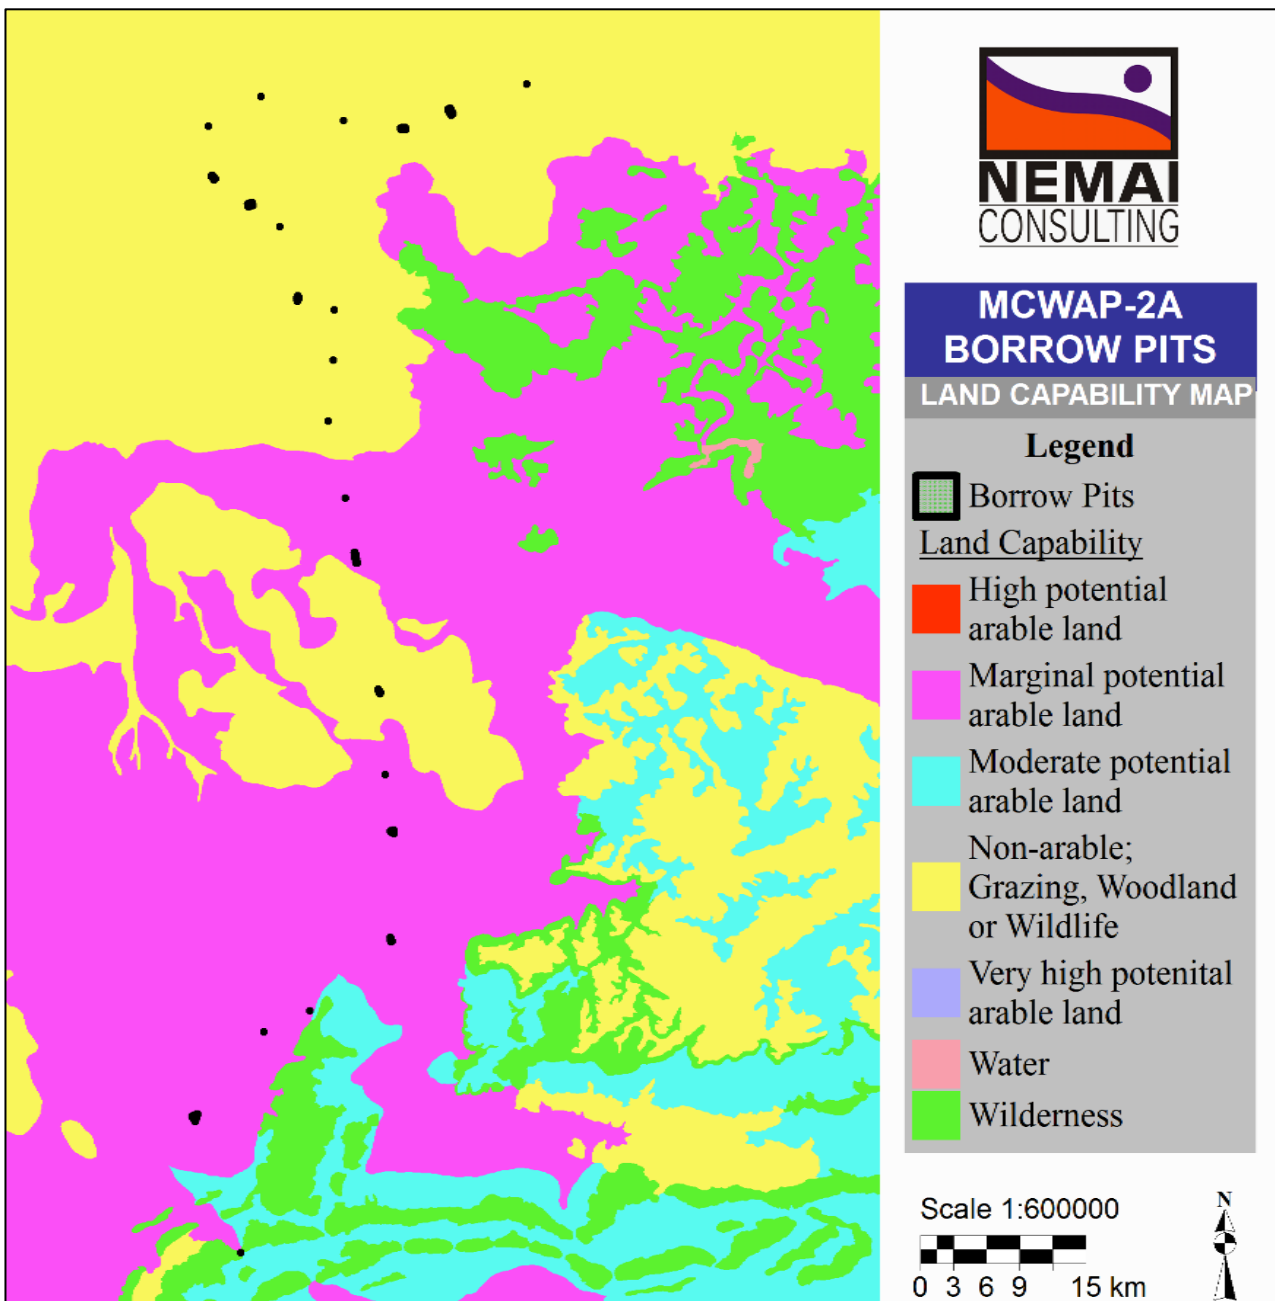 NEMAI
CONSULTING
MCWAP-2A
BORROW PITS
LAND CAPABILITY MAP
Legend
Borrow Pits
Land Capability
High potential
arable land
Marginal potential
arable land
Moderate potential
arable land
Non-arable;
Grazing, Woodland
or Wildlife
Very high potenital
arable land
Water
Wilderness
Scale 1:600000
N
0 3 6 9 15 km